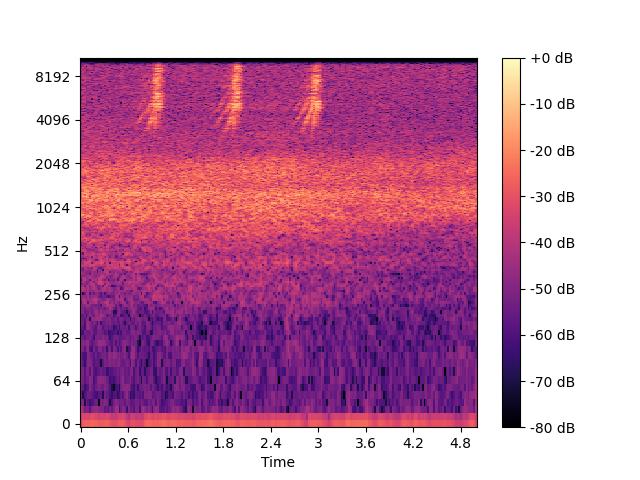 8192
4096
2048
1024
512
256
128
64
0
Hz
0 0.6 1.2 1.8 2.4 3 3.6 4.2 4.8
Time
+0 dB
-10 dB
-20 dB
-30 dB
-40 dB
-50 dB
-60 dB
-70 dB
-80 dB